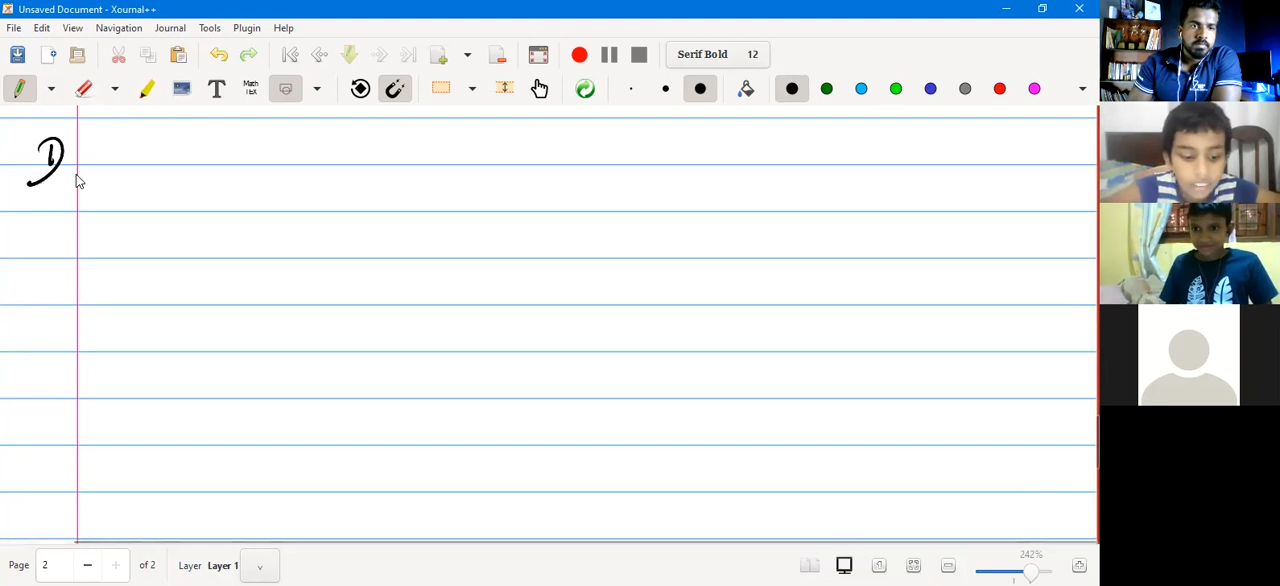 Unsaved Document - Xournal++
File Edit View Navigation Journal Tools Plugin Help
Serif Bold 12
Math
TEX
Page 2 of 2 Layer Layer 1 242%